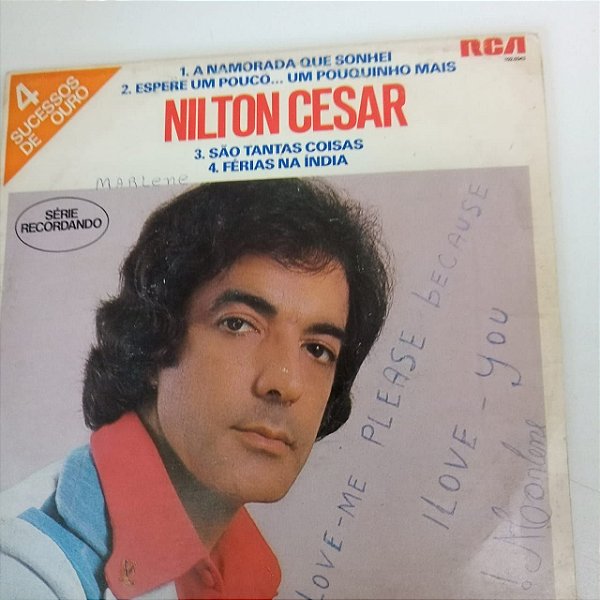 RCA
1. A NAMORADA QUE SONHEI
2. ESPERE UM POUCO... UM POUQUINHO MAIS
NILTON CESAR
3. SÃO TANTAS COISAS
4. FÉRIAS NA ÍNDIA
4
SUCESSOS
DE OURO
MARLENE
SÉRIE
RECORDANDO
LOVE-ME PLEASE because
I LOVE - YOU